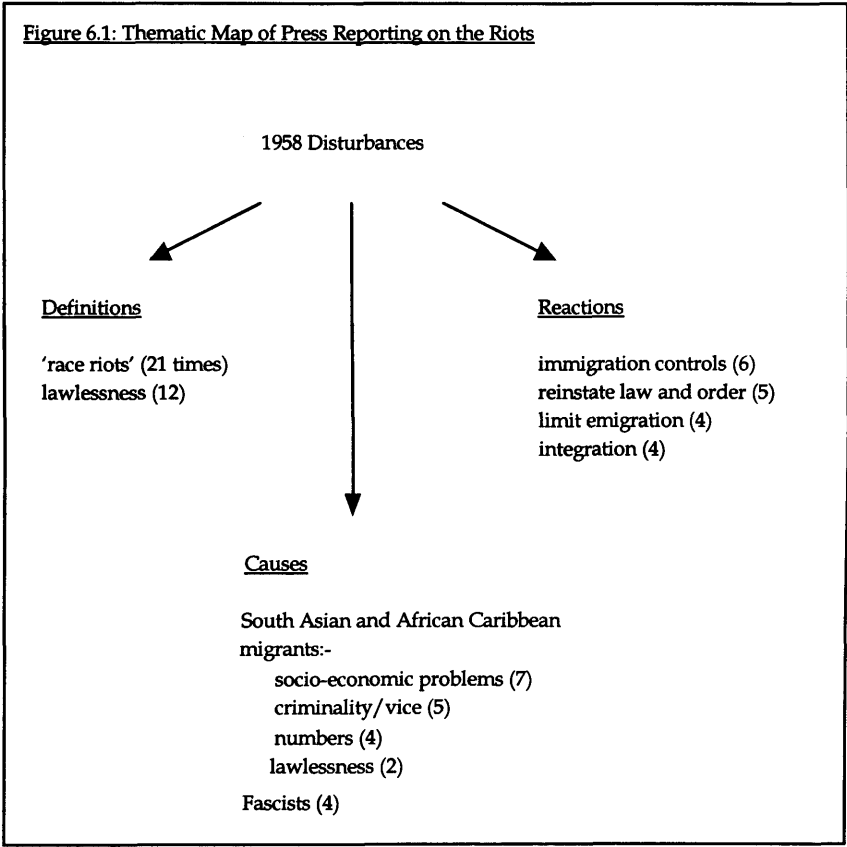 Figure 6.1: Thematic Map of Press Reporting on the Riots
1958 Disturbances
Definitions
'race riots' (21 times)
lawlessness (12)
Reactions
immigration controls (6)
reinstate law and order (5)
limit emigration (4)
integration (4)
Causes
South Asian and African Caribbean
migrants:-
socio-economic problems (7)
criminality/vice (5)
numbers (4)
lawlessness (2)
Fascists (4)